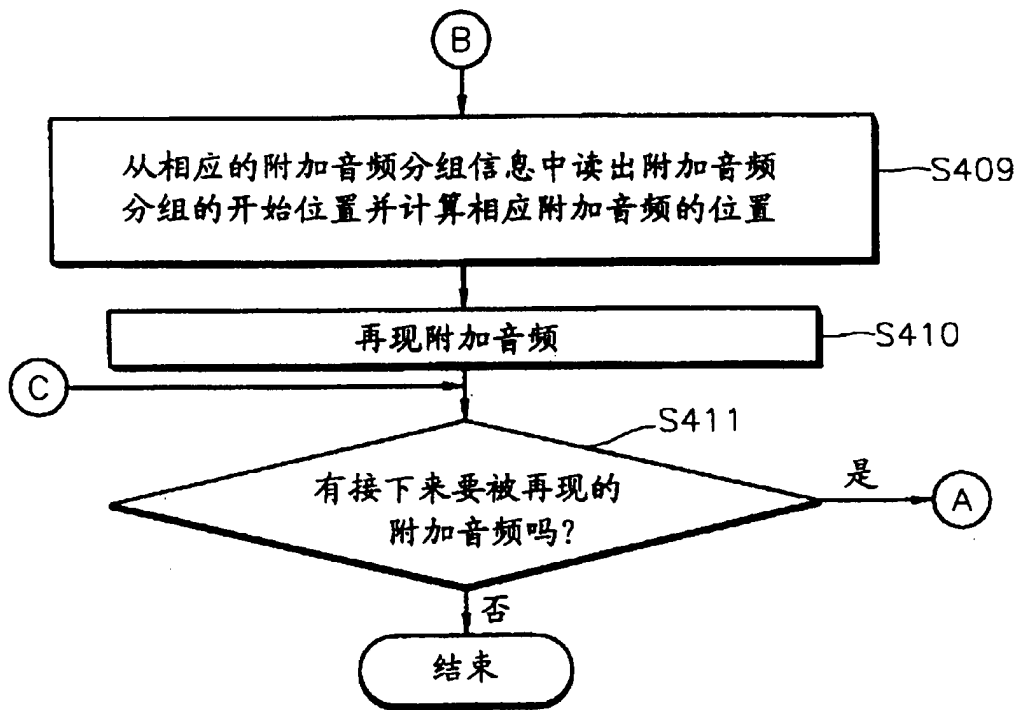 B
从相应的附加音频分组信息中读出附加音频
分组的开始位置并计算相应附加音频的位置
S409
再现附加音频
S410
C
S411
有接下来要被再现的
附加音频吗?
是
A
否
结束